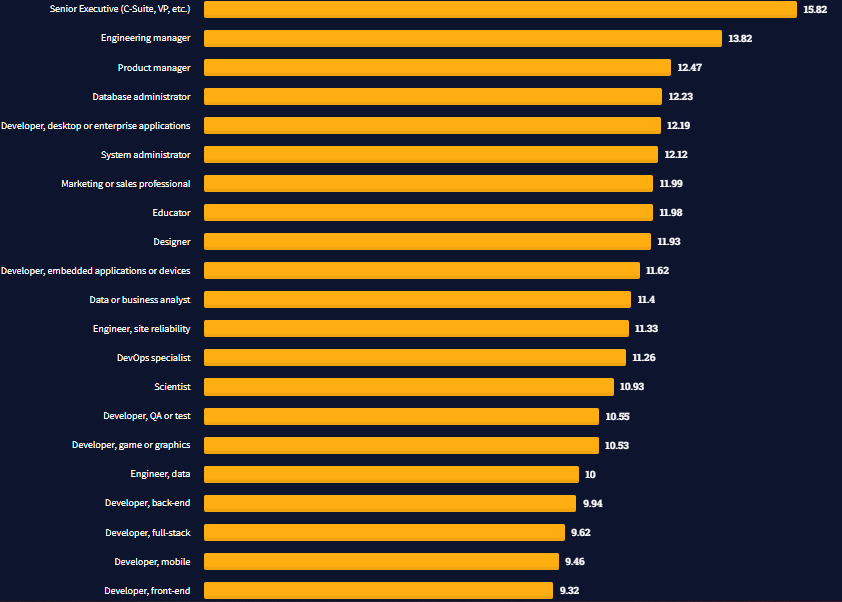 Senior Executive (C-Suite, VP, etc.) 15.82
Engineering manager 13.82
Product manager 12.47
Database administrator 12.23
Developer, desktop or enterprise applications 12.19
System administrator 12.12
Marketing or sales professional 11.99
Educator 11.98
Designer 11.93
Developer, embedded applications or devices 11.62
Data or business analyst 11.4
Engineer, site reliability 11.33
DevOps specialist 11.26
Scientist 10.93
Developer, QA or test 10.55
Developer, game or graphics 10.53
Engineer, data 10
Developer, back-end 9.94
Developer, full-stack 9.62
Developer, mobile 9.46
Developer, front-end 9.32